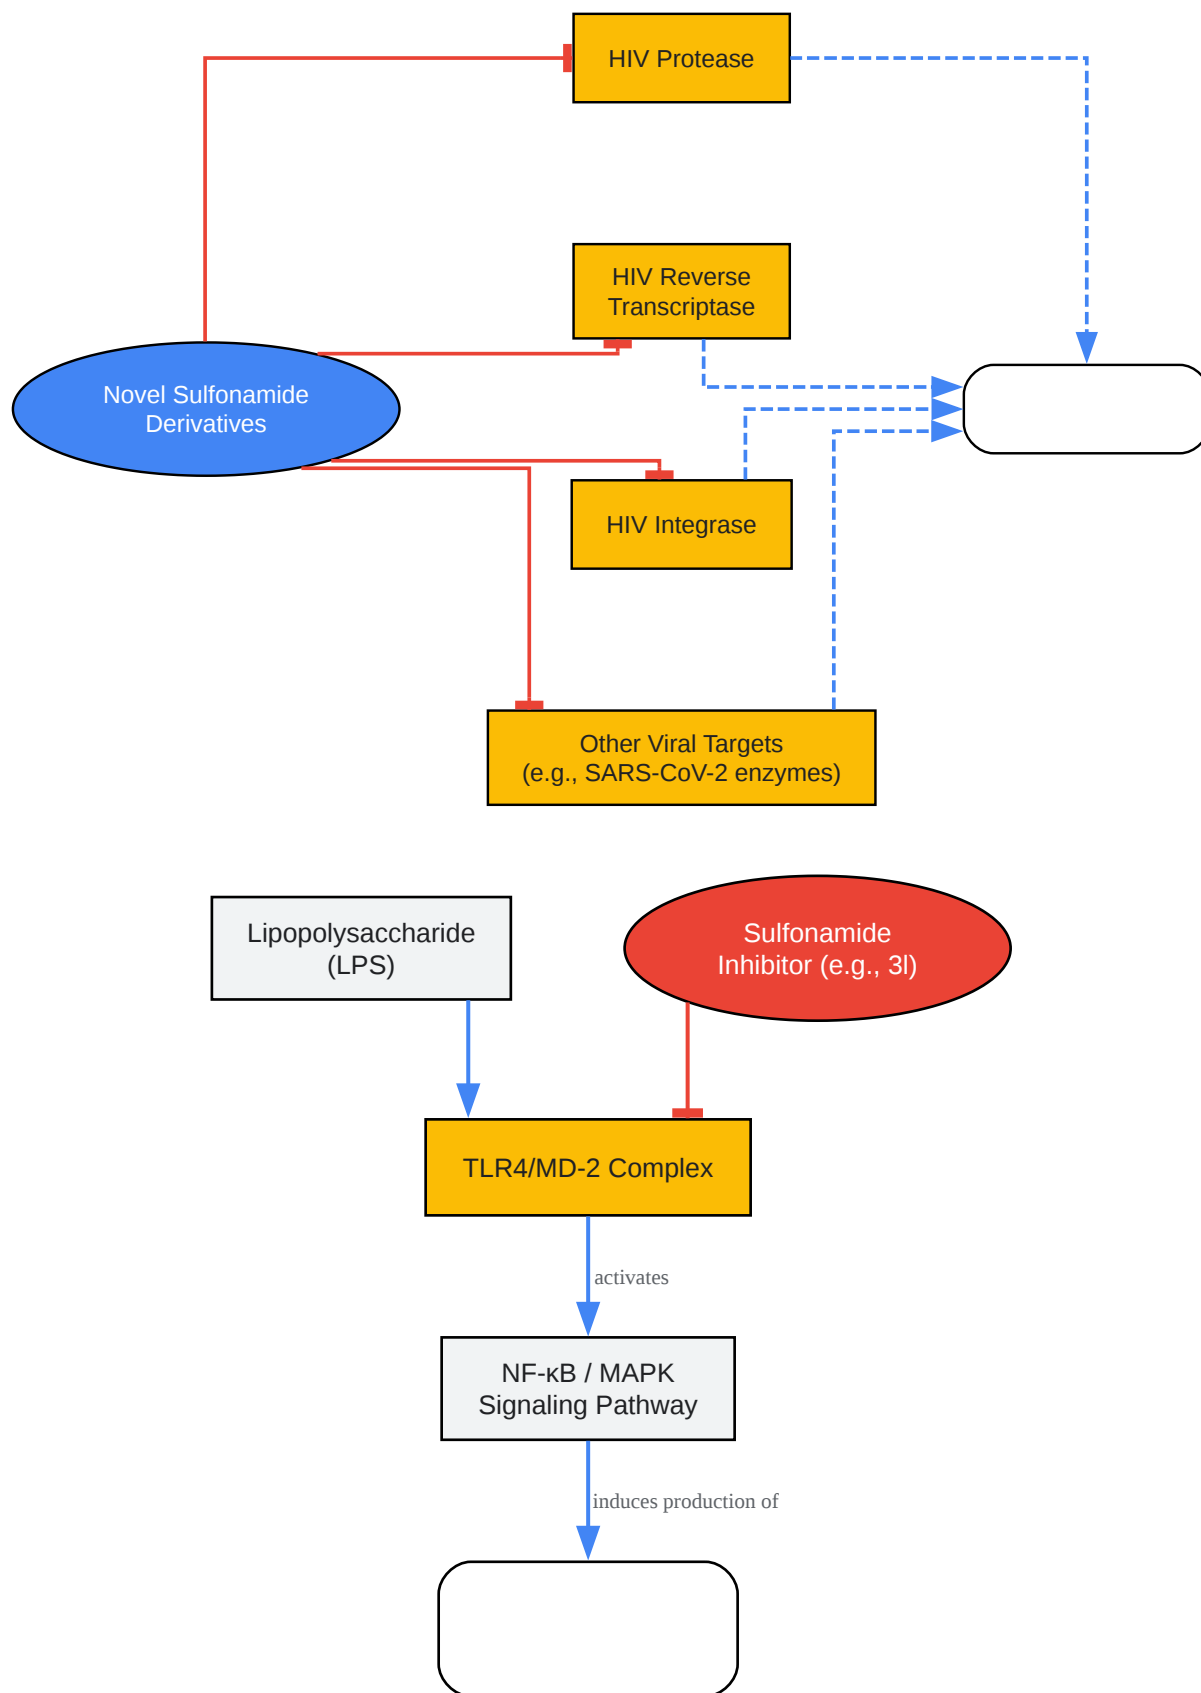 HIV Protease
HIV Reverse
Transcriptase
Novel Sulfonamide
Derivatives
HIV Integrase
Other Viral Targets
(e.g., SARS-CoV-2 enzymes)
Lipopolysaccharide
(LPS)
Sulfonamide
Inhibitor (e.g., 3l)
TLR4/MD-2 Complex
activates
NF-κB / MAPK
Signaling Pathway
induces production of